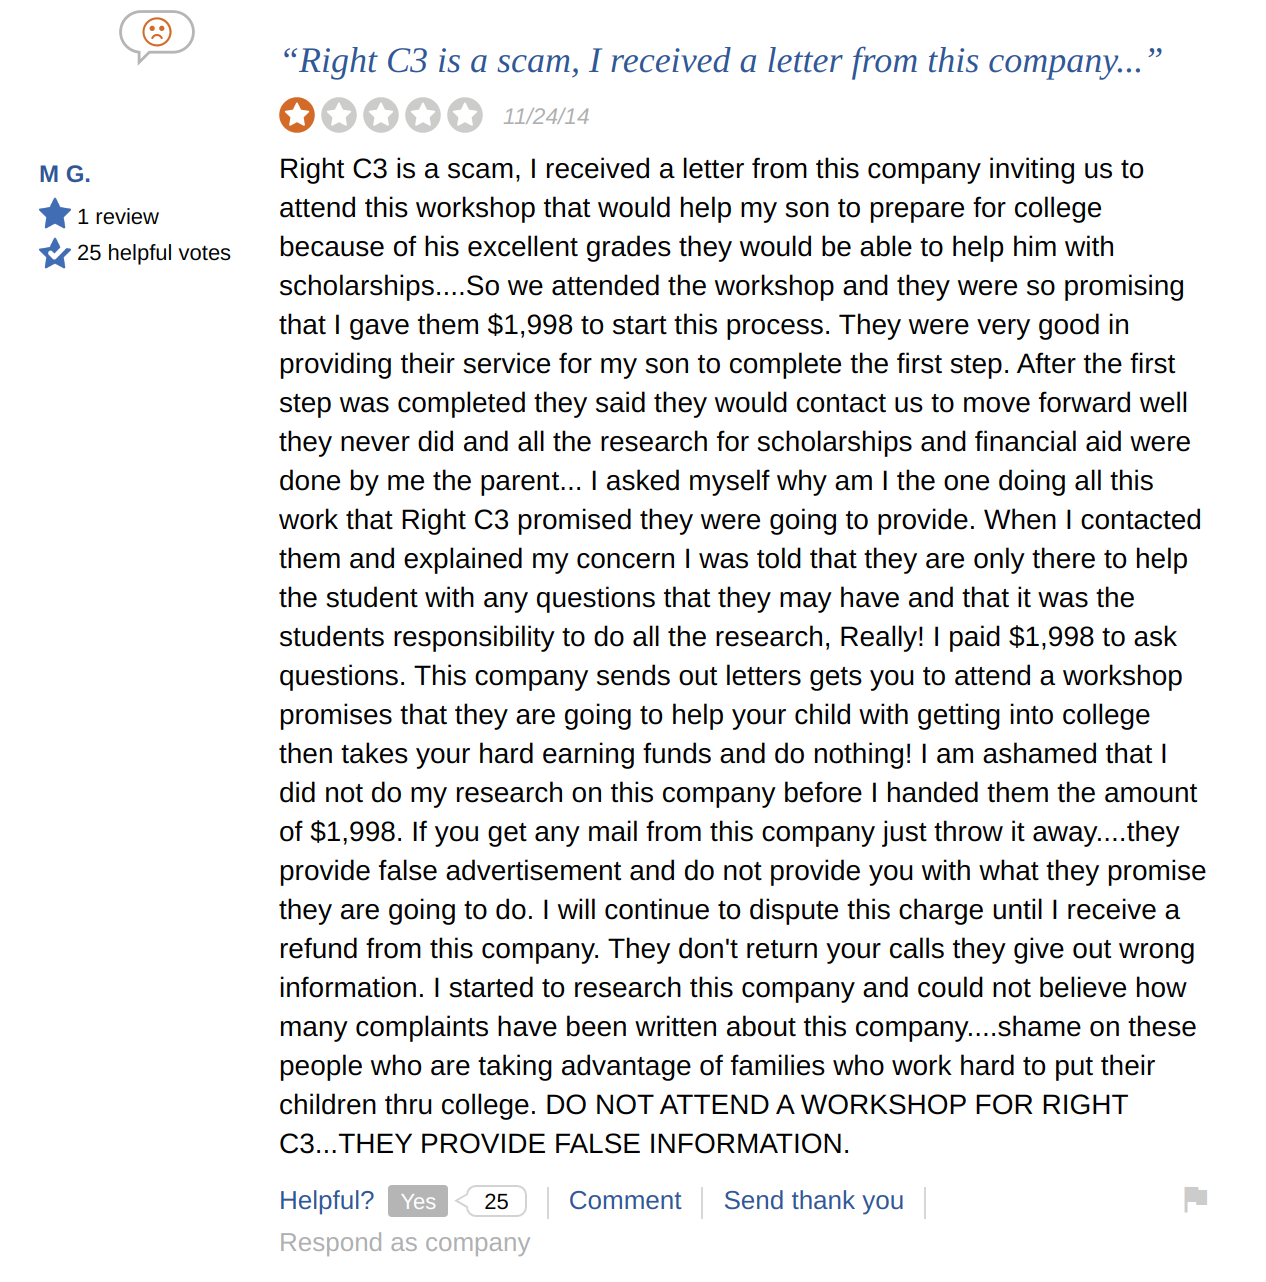 “Right C3 is a scam, I received a letter from this company...”
11/24/14
M G.
1 review
25 helpful votes
Right C3 is a scam, I received a letter from this company inviting us to
attend this workshop that would help my son to prepare for college
because of his excellent grades they would be able to help him with
scholarships....So we attended the workshop and they were so promising
that I gave them $1,998 to start this process. They were very good in
providing their service for my son to complete the first step. After the first
step was completed they said they would contact us to move forward well
they never did and all the research for scholarships and financial aid were
done by me the parent... I asked myself why am I the one doing all this
work that Right C3 promised they were going to provide. When I contacted
them and explained my concern I was told that they are only there to help
the student with any questions that they may have and that it was the
students responsibility to do all the research, Really! I paid $1,998 to ask
questions. This company sends out letters gets you to attend a workshop
promises that they are going to help your child with getting into college
then takes your hard earning funds and do nothing! I am ashamed that I
did not do my research on this company before I handed them the amount
of $1,998. If you get any mail from this company just throw it away....they
provide false advertisement and do not provide you with what they promise
they are going to do. I will continue to dispute this charge until I receive a
refund from this company. They don't return your calls they give out wrong
information. I started to research this company and could not believe how
many complaints have been written about this company....shame on these
people who are taking advantage of families who work hard to put their
children thru college. DO NOT ATTEND A WORKSHOP FOR RIGHT
C3...THEY PROVIDE FALSE INFORMATION.
Helpful? Yes 25 Comment Send thank you
Respond as company